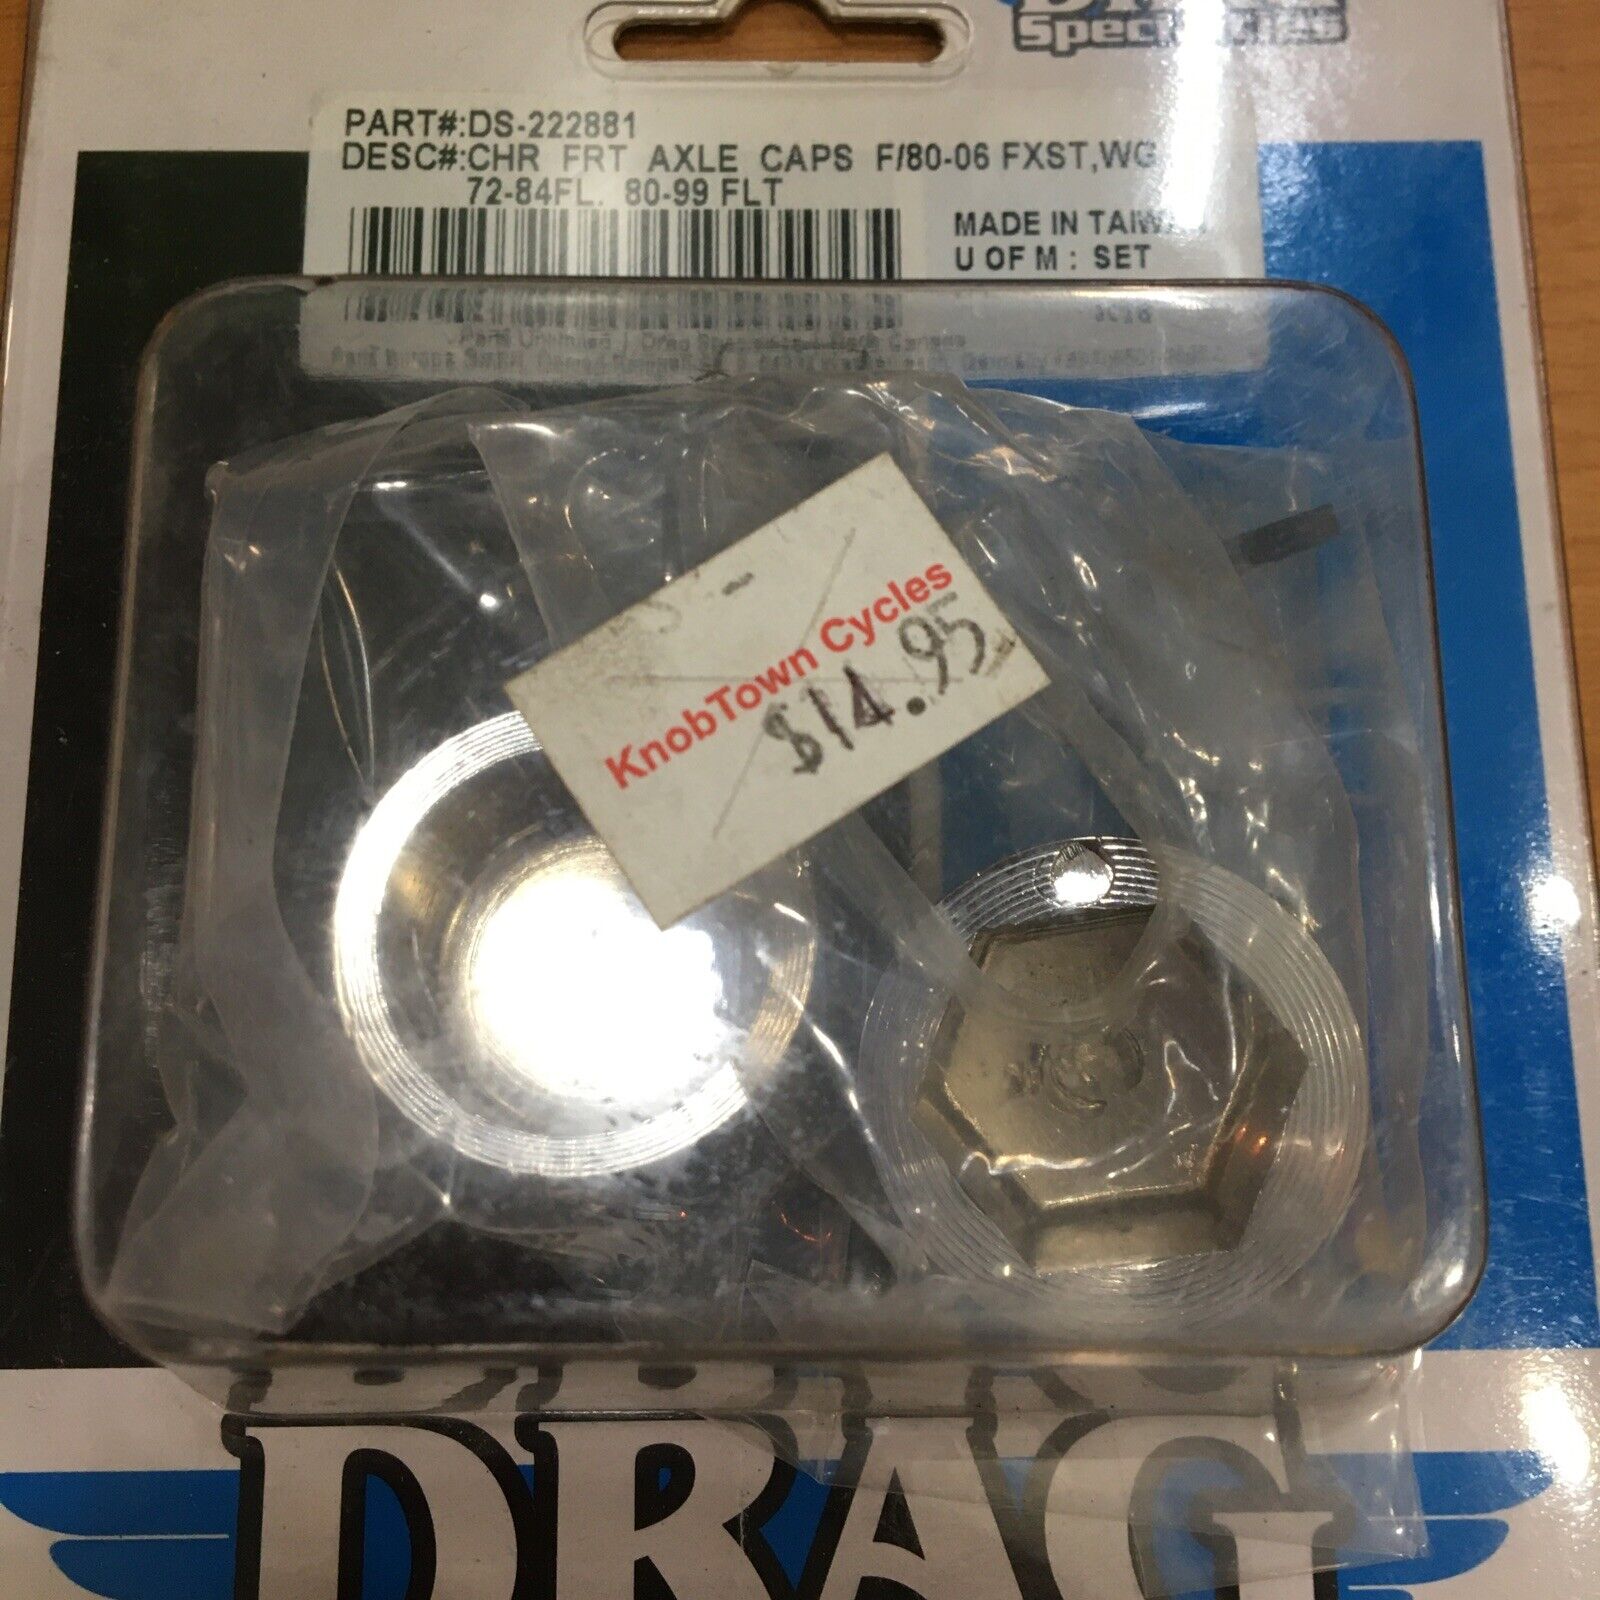 Specialties
PART#:DS-222881
DESC#:CHR FRT AXLE CAPS F/80-06 FXST,WG
72-84FL. 80-99 FLT
MADE IN TAIWAN
U OF M : SET
KnobTown Cycles
$14.95
DRAG